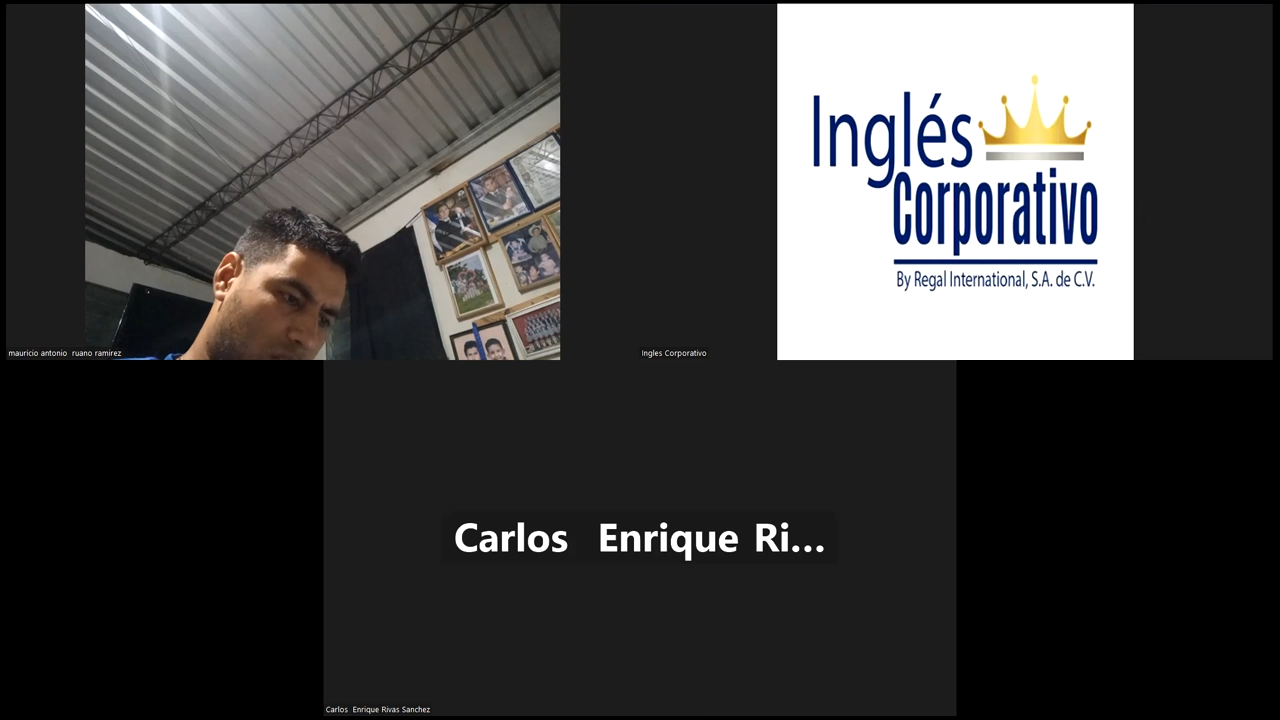 Inglés
Corporativo
By Regal International, S.A. de C.V.
mauricio antonio ruano ramirez
Ingles Corporativo
Carlos Enrique Ri...
Carlos Enrique Rivas Sanchez